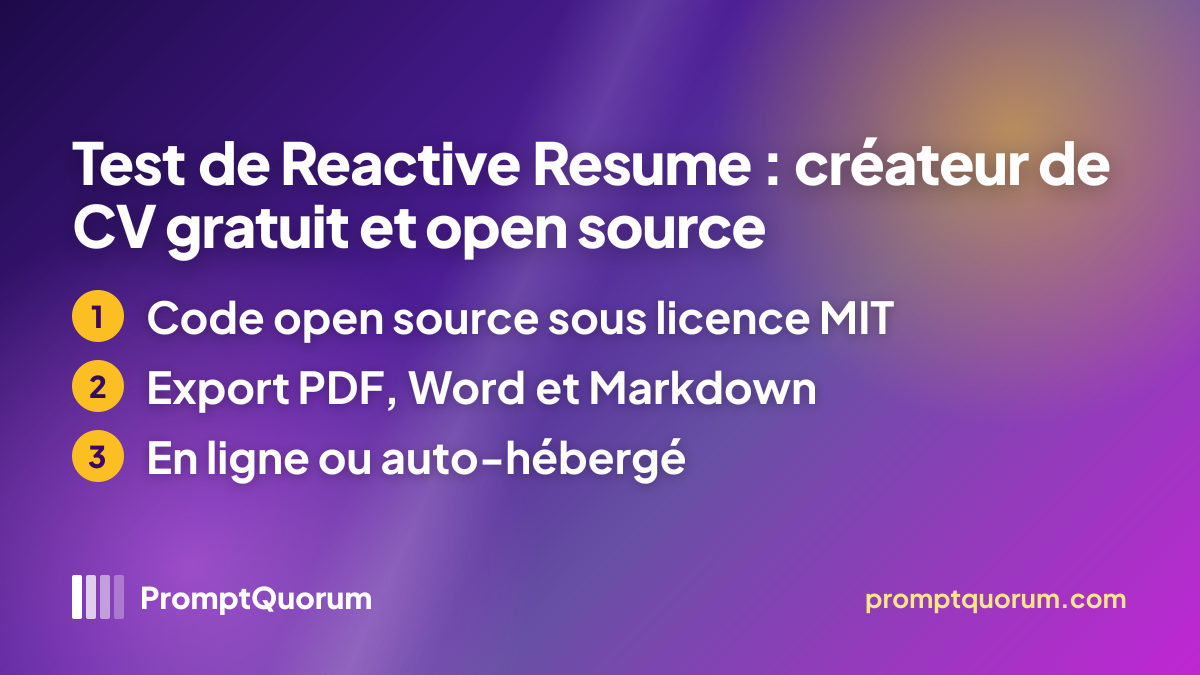 Test de Reactive Resume : créateur de
CV gratuit et open source
1 Code open source sous licence MIT
2 Export PDF, Word et Markdown
3 En ligne ou auto-hébergé
PromptQuorum
promptquorum.com